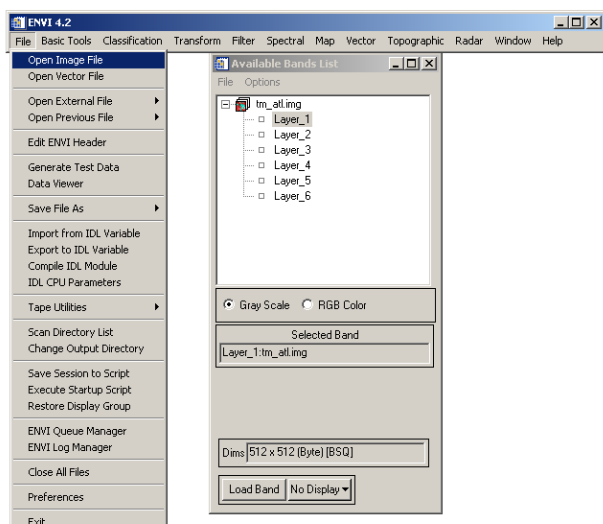 ENVI 4.2
File Basic Tools Classification Transform Filter Spectral Map Vector Topographic Radar Window Help
Open Image File
Open Vector File
Open External File
Open Previous File
Edit ENVI Header
Generate Test Data
Data Viewer
Save File As
Import from IDL Variable
Export to IDL Variable
Compile IDL Module
IDL CPU Parameters
Tape Utilities
Scan Directory List
Change Output Directory
Save Session to Script
Execute Startup Script
Restore Display Group
ENVI Queue Manager
ENVI Log Manager
Close All Files
Preferences
Exit
Available Bands List
File Options
tm_atl.img
Layer_1
Layer_2
Layer_3
Layer_4
Layer_5
Layer_6
Gray Scale RGB Color
Selected Band
Layer_1:tm_atl.img
Dims 512 x 512 (Byte) [BSQ]
Load Band No Display